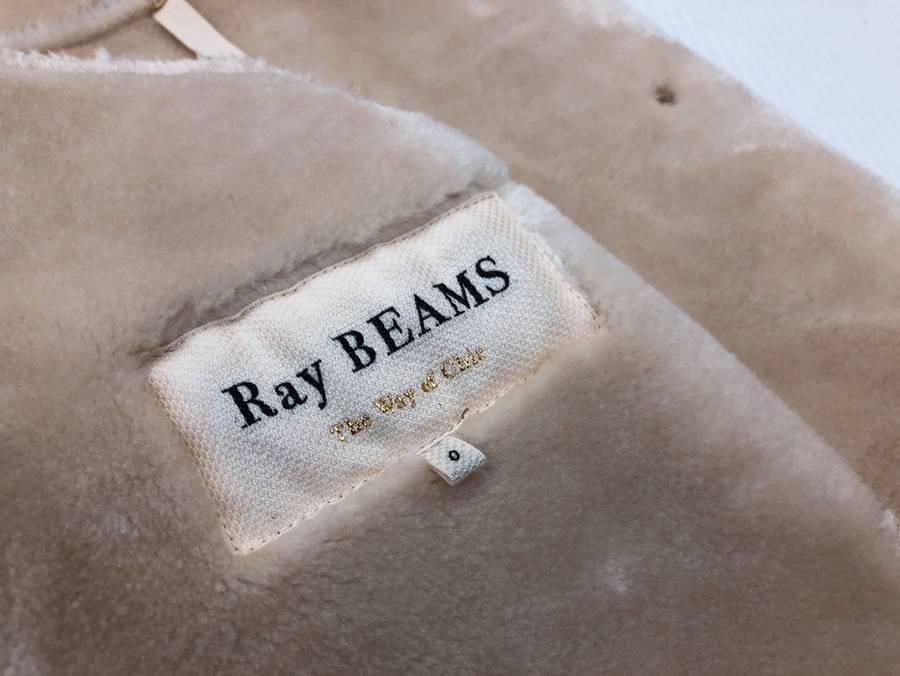 Ray BEAMS
The Way of Chic
0